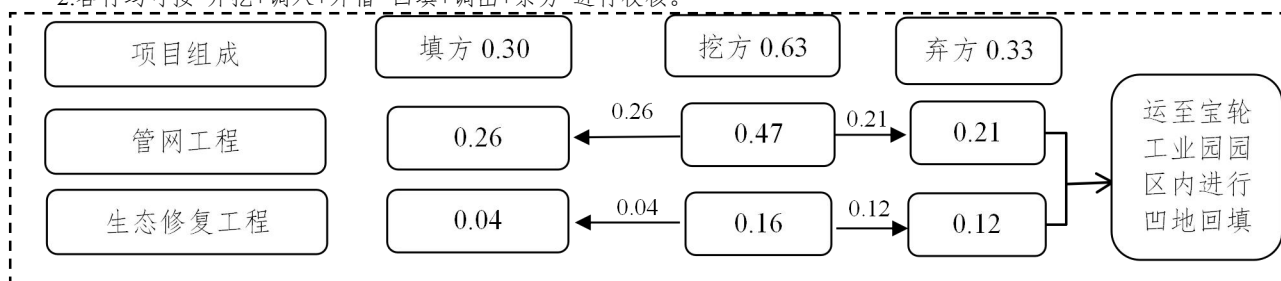 项目组成 填方 0.30 挖方 0.63 弃方 0.33
管网工程 0.26 0.26 0.47 0.21 0.21
生态修复工程 0.04 0.04 0.16 0.12 0.12
运至宝轮
工业园园
区内进行
凹地回填